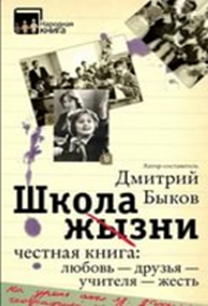 Народная
книга
Автор-составитель
Дмитрий
Быков
Школа
жызни
честная книга:
любовь — друзья —
учителя — жесть